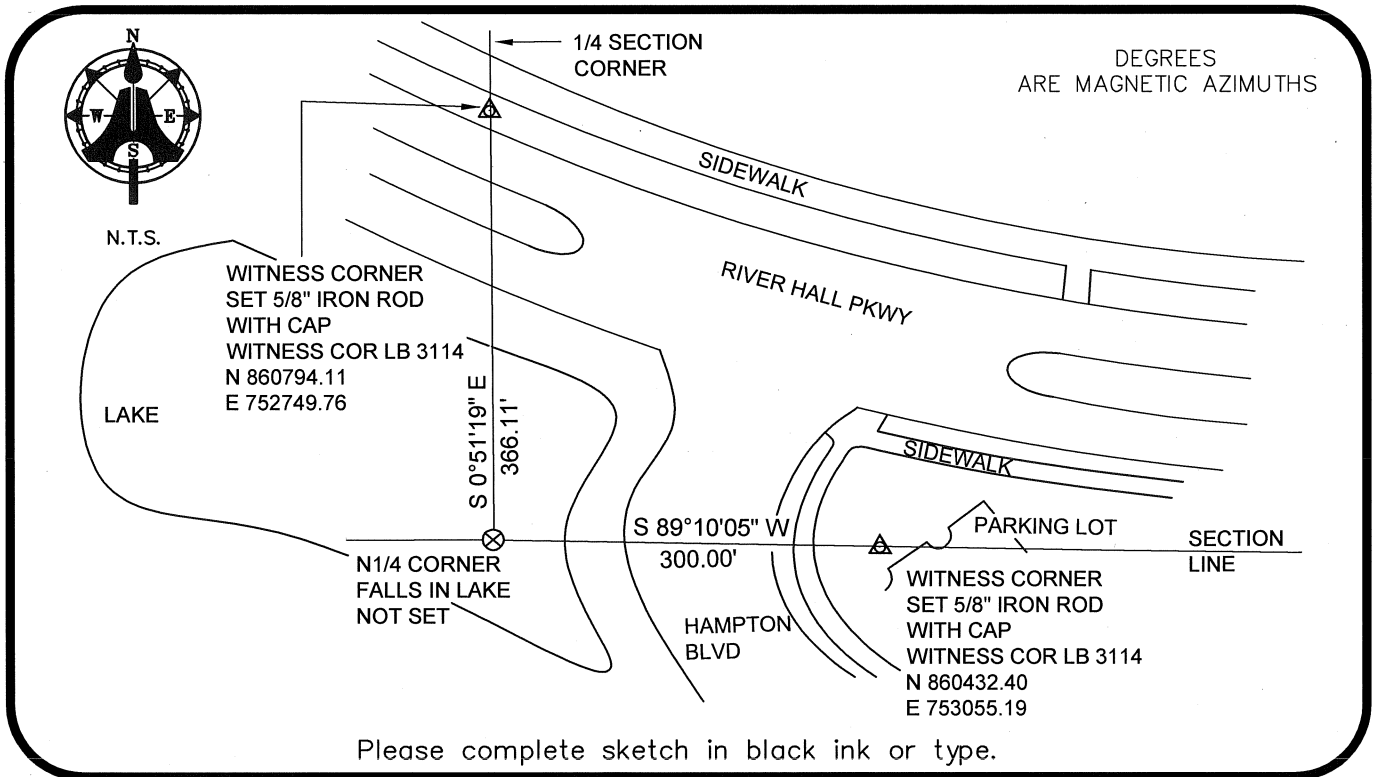 N
W E
S
N.T.S.
1/4 SECTION
CORNER
DEGREES
ARE MAGNETIC AZIMUTHS
SIDEWALK
RIVER HALL PKWY
WITNESS CORNER
SET 5/8" IRON ROD
WITH CAP
WITNESS COR LB 3114
N 860794.11
E 752749.76
LAKE
S 0°51'19" E
366.11'
SIDEWALK
S 89°10'05" W
300.00'
PARKING LOT
SECTION
LINE
N1/4 CORNER
FALLS IN LAKE
NOT SET
HAMPTON
BLVD
WITNESS CORNER
SET 5/8" IRON ROD
WITH CAP
WITNESS COR LB 3114
N 860432.40
E 753055.19
Please complete sketch in black ink or type.